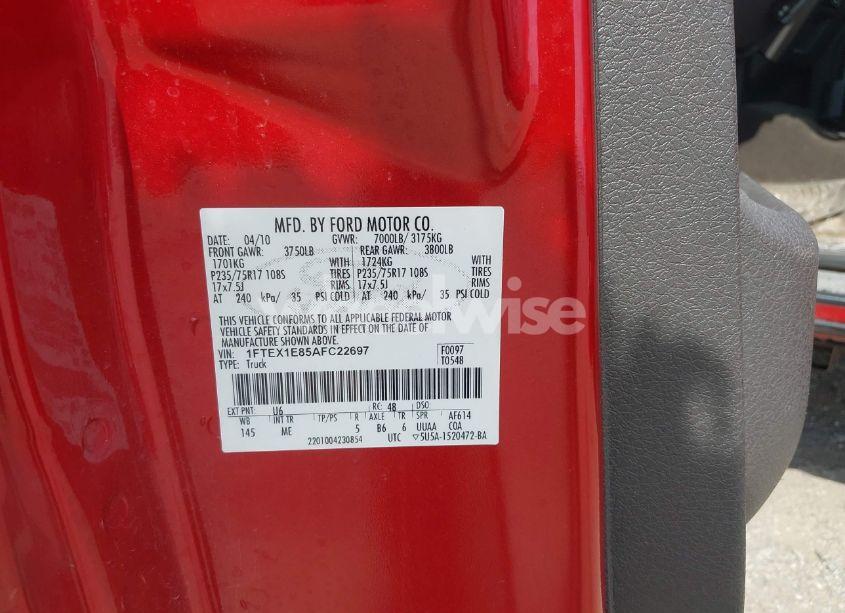 MFD. BY FORD MOTOR CO.
DATE: 04/10 GVWR: 7000LB/ 3175KG
FRONT GAWR: 3750LB REAR GAWR: 3800LB
1701KG WITH 1724KG WITH
P235/75R17 108S TIRES P235/75R17 108S TIRES
17x7.5J RIMS 17x7.5J RIMS
AT 240 kPa/ 35 PSI COLD AT 240 kPa/ 35 PSI COLD
THIS VEHICLE CONFORMS TO ALL APPLICABLE FEDERAL MOTOR
VEHICLE SAFETY STANDARDS IN EFFECT ON THE DATE OF
MANUFACTURE SHOWN ABOVE.
VIN: 1FTEX1E85AFC22697 F0097
TYPE: Truck T0548
EXT PNT: U6 RC: 48 DSO:
WB INT TR TP/PS R AXLE TR SPR AF614
145 ME 5 B6 6 UUAA COA
2201004230854 UTC ▽5U5A-1520472-BA